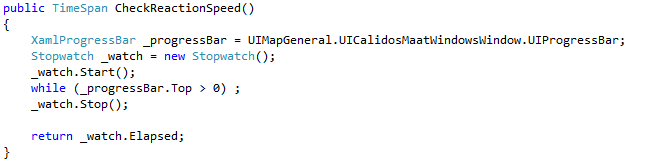 public TimeSpan CheckReactionSpeed()
{
XamlProgressBar _progressBar = UIMapGeneral.UICalidosMaatWindowsWindow.UIProgressBar;
Stopwatch _watch = new Stopwatch();
_watch.Start();
while (_progressBar.Top > 0) ;
_watch.Stop();
return _watch.Elapsed;
}